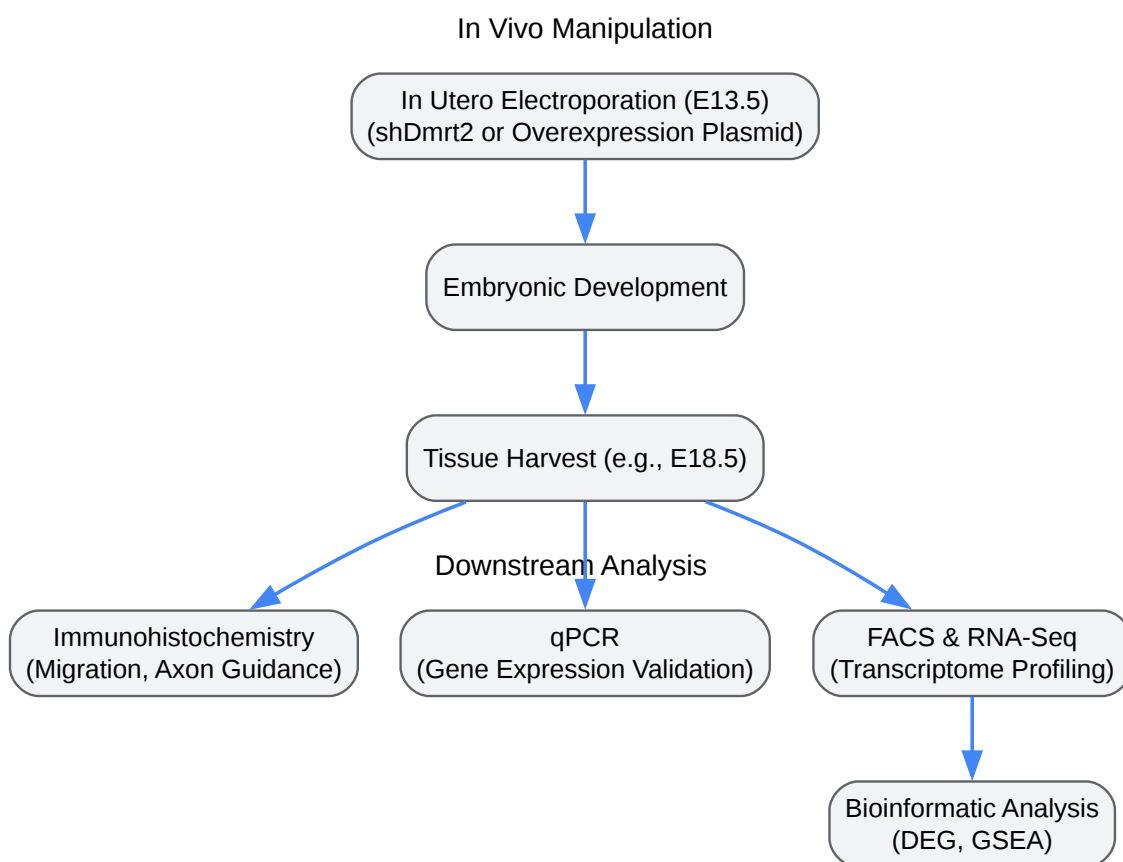 In Vivo Manipulation
In Utero Electroporation (E13.5)
(shDmrt2 or Overexpression Plasmid)
Embryonic Development
Tissue Harvest (e.g., E18.5)
Downstream Analysis
Immunohistochemistry
(Migration, Axon Guidance)
qPCR
(Gene Expression Validation)
FACS & RNA-Seq
(Transcriptome Profiling)
Bioinformatic Analysis
(DEG, GSEA)